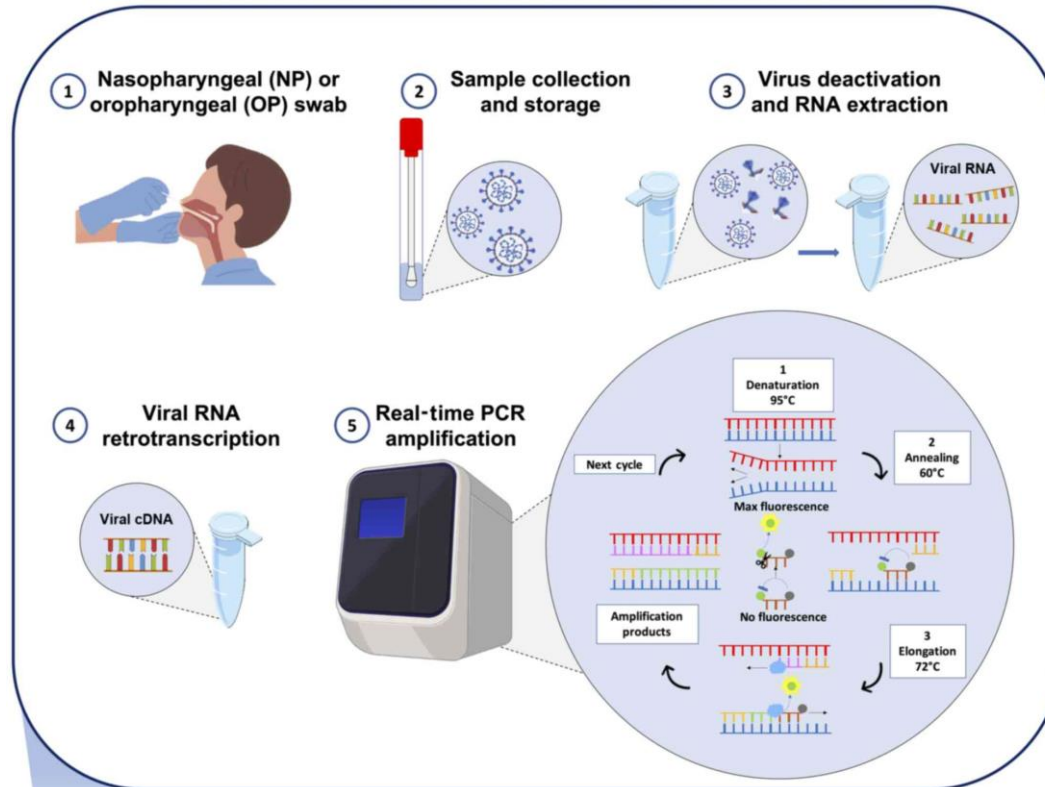 1
Nasopharyngeal (NP) or
oropharyngeal (OP) swab
2
Sample collection
and storage
3
Virus deactivation
and RNA extraction
Viral RNA
4
Viral RNA
retrotranscription
Viral cDNA
5
Real-time PCR
amplification
1
Denaturation
95°C
Next cycle
2
Annealing
60°C
Max fluorescence
No fluorescence
Amplification
products
3
Elongation
72°C